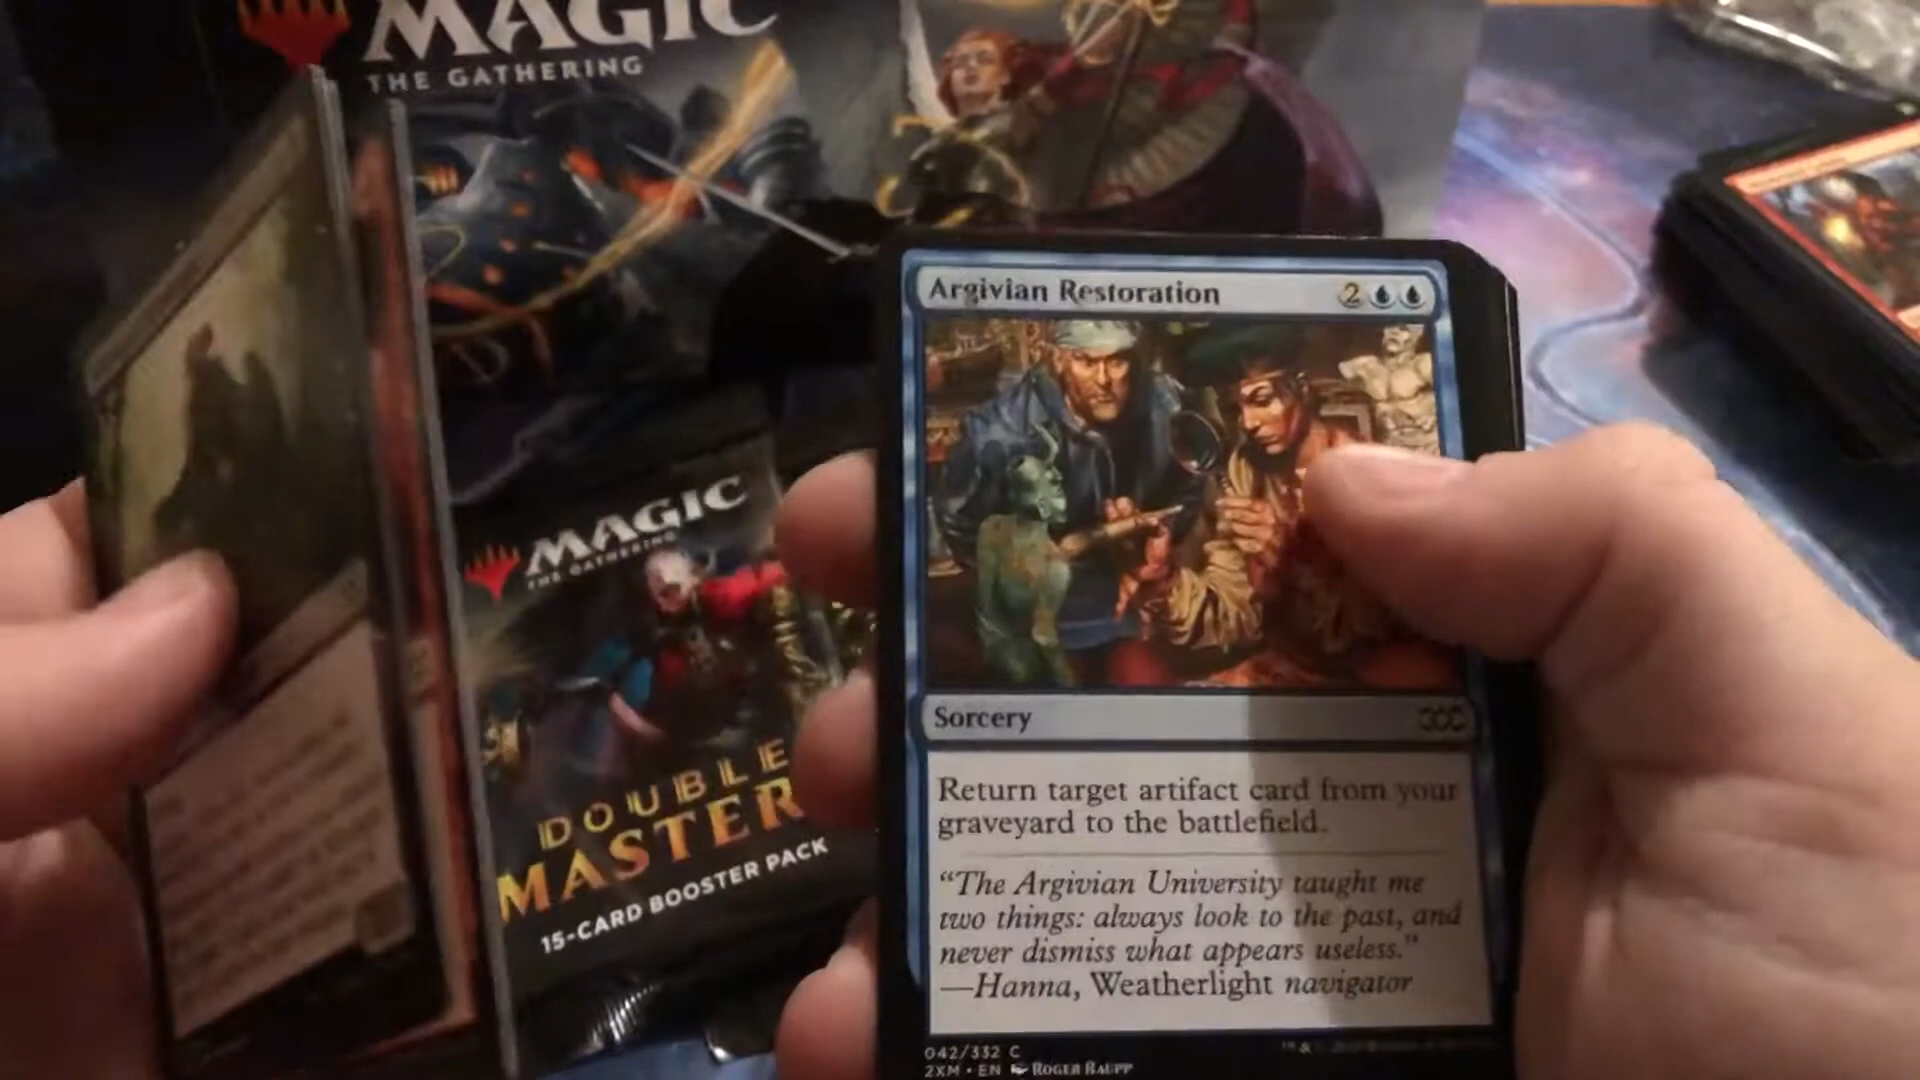 MAGIC
THE GATHERING
MAGIC
THE GATHERING
DOUBLE
MASTER
15-CARD BOOSTER PACK
Argivian Restoration 2
Sorcery
Return target artifact card from your
graveyard to the battlefield.
“The Argivian University taught me
two things: always look to the past, and
never dismiss what appears useless.”
—Hanna, Weatherlight navigator
042/332 C
2XM • EN ROGER RAUPP